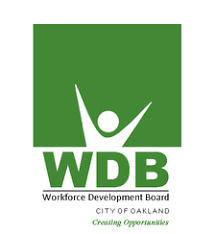 WDB
Workforce Development Board
CITY OF OAKLAND
Creating Opportunities